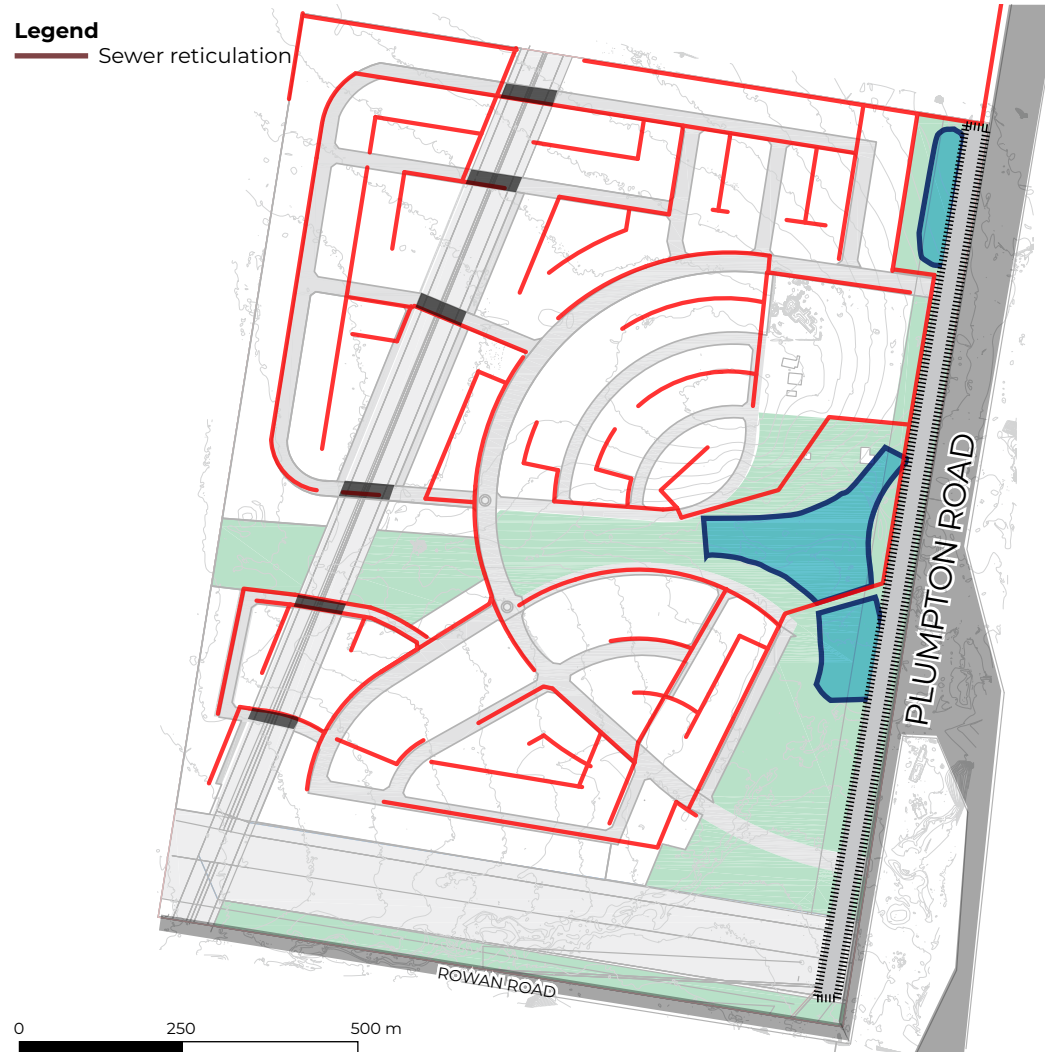 Legend
Sewer reticulation
PLUMPTON ROAD
ROWAN ROAD
0 250 500 m